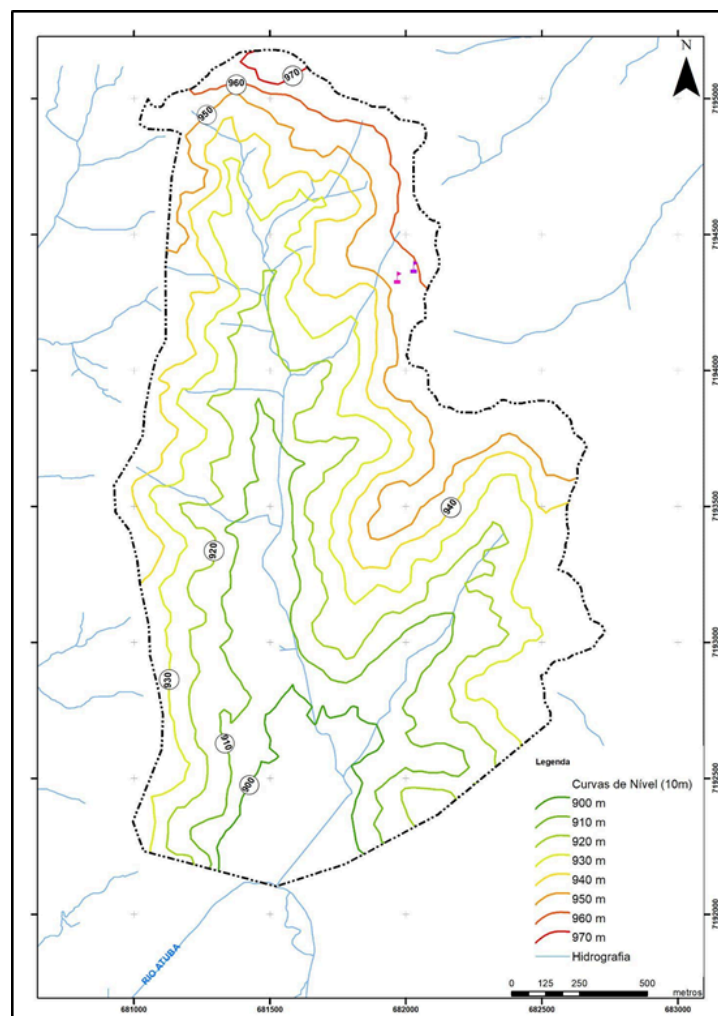 N
970
960
950
7195000
7194500
7194000
940
7193500
920
7193000
930
910
900
7192500
Legenda
Curvas de Nível (10m)
900 m
910 m
920 m
930 m
940 m
950 m
960 m
970 m
Hidrografia
7192000
RIO ATUBA
0 125 250 500
metros
681000 681500 682000 682500 683000